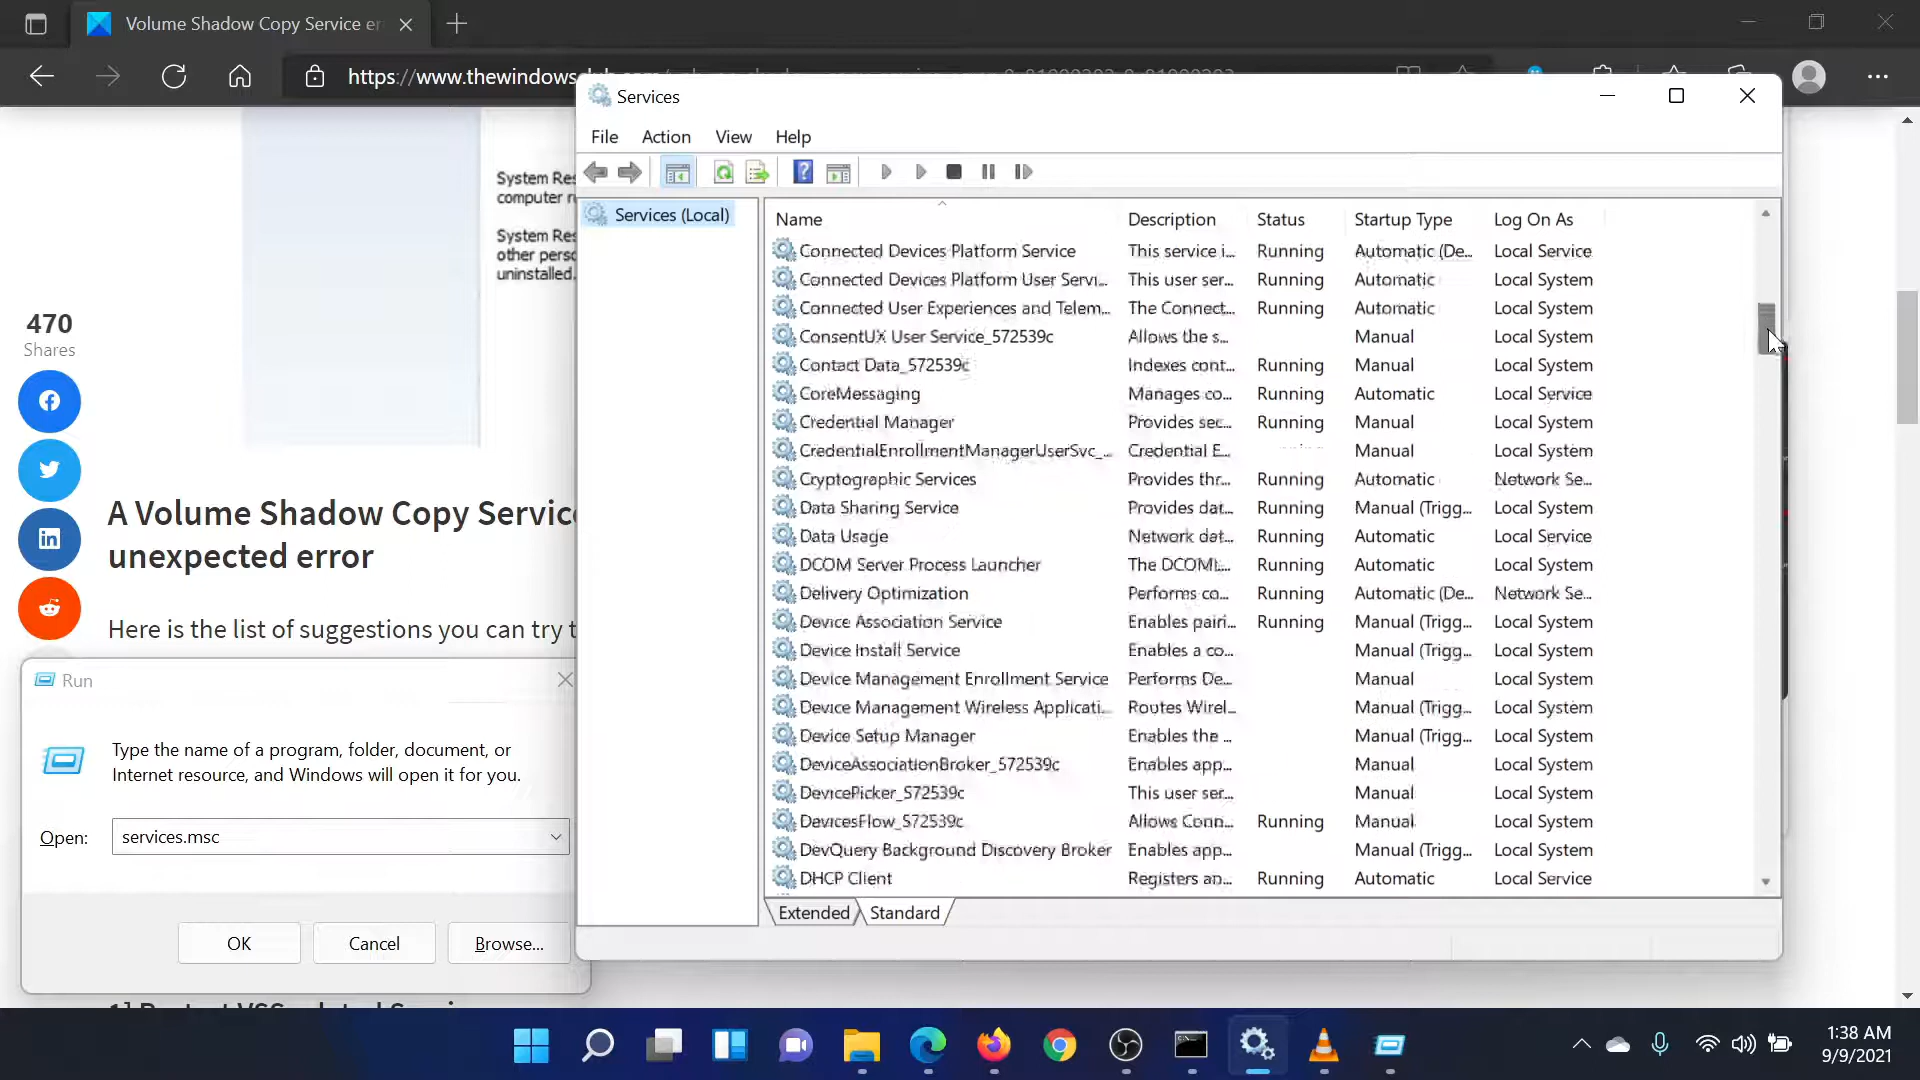 Volume Shadow Copy Service er
https://www.thewindowsclub.com/volume_shadow_copy_service_error_0x81000202_0x81000203
System Res
computer r
System Res
other perso
uninstalled.
470
Shares
A Volume Shadow Copy Service
unexpected error
Here is the list of suggestions you can try t
Run
Type the name of a program, folder, document, or
Internet resource, and Windows will open it for you.
Open: services.msc
OK Cancel Browse...
Services
File Action View Help
Services (Local)
Name Description Status Startup Type Log On As
Connected Devices Platform Service This service i... Running Automatic (De... Local Service
Connected Devices Platform User Servi... This user ser... Running Automatic Local System
Connected User Experiences and Telem... The Connect... Running Automatic Local System
ConsentUX User Service_572539c Allows the s... Manual Local System
Contact Data_572539c Indexes cont... Running Manual Local System
CoreMessaging Manages co... Running Automatic Local Service
Credential Manager Provides sec... Running Manual Local System
CredentialEnrollmentManagerUserSvc_... Credential E... Manual Local System
Cryptographic Services Provides thr... Running Automatic Network Se...
Data Sharing Service Provides dat... Running Manual (Trigg... Local System
Data Usage Network dat... Running Automatic Local Service
DCOM Server Process Launcher The DCOML... Running Automatic Local System
Delivery Optimization Performs co... Running Automatic (De... Network Se...
Device Association Service Enables pairi... Running Manual (Trigg... Local System
Device Install Service Enables a co... Manual (Trigg... Local System
Device Management Enrollment Service Performs De... Manual Local System
Device Management Wireless Applicati... Routes Wirel... Manual (Trigg... Local System
Device Setup Manager Enables the ... Manual (Trigg... Local System
DeviceAssociationBroker_572539c Enables app... Manual Local System
DevicePicker_572539c This user ser... Manual Local System
DevicesFlow_572539c Allows Conn... Running Manual Local System
DevQuery Background Discovery Broker Enables app... Manual (Trigg... Local System
DHCP Client Registers an... Running Automatic Local Service
Extended Standard
1:38 AM
9/9/2021